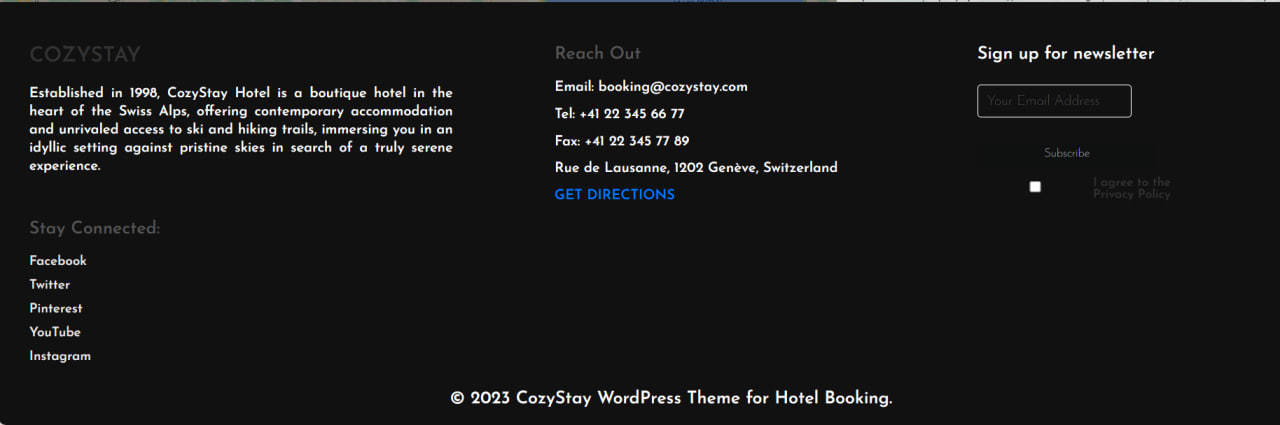 COZYSTAY
Established in 1998, CozyStay Hotel is a boutique hotel in the
heart of the Swiss Alps, offering contemporary accommodation
and unrivaled access to ski and hiking trails, immersing you in an
idyllic setting against pristine skies in search of a truly serene
experience.
Stay Connected:
Facebook
Twitter
Pinterest
YouTube
Instagram
Reach Out
Email: booking@cozystay.com
Tel: +41 22 345 66 77
Fax: +41 22 345 77 89
Rue de Lausanne, 1202 Genève, Switzerland
GET DIRECTIONS
Sign up for newsletter
Your Email Address
Subscribe
I agree to the
Privacy Policy
© 2023 CozyStay WordPress Theme for Hotel Booking.